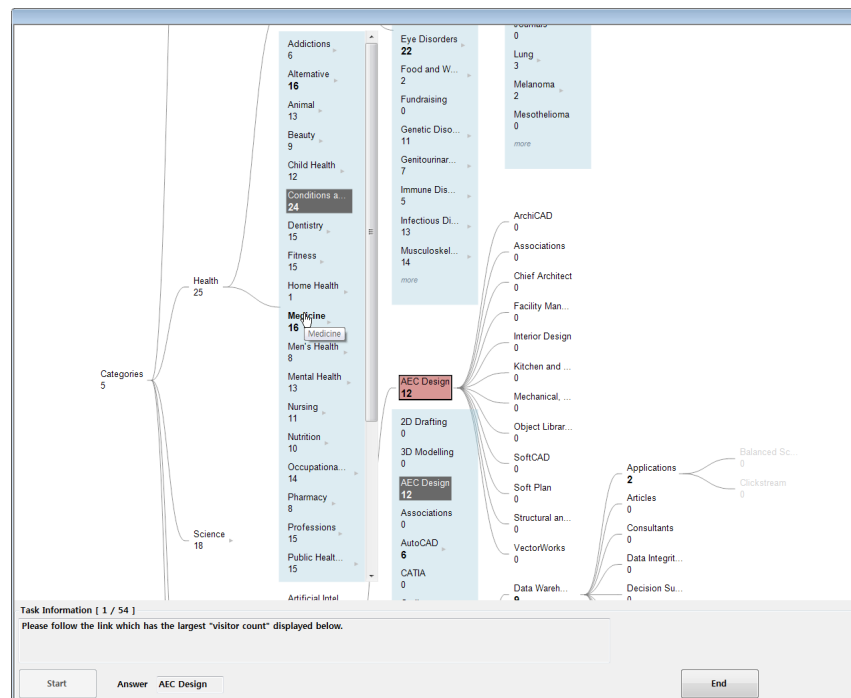 Categories
5
Health
25
Science
18
Addictions
6
Alternative
16
Animal
13
Beauty
9
Child Health
12
Conditions a...
24
Dentistry
15
Fitness
15
Home Health
1
Medicine
16
Medicine
Men's Health
8
Mental Health
13
Nursing
11
Nutrition
10
Occupationa...
14
Pharmacy
8
Professions
15
Public Healt...
15
Artificial Intel
Eye Disorders
22
Food and W...
2
Fundraising
0
Genetic Diso...
11
Genitourinar...
7
Immune Dis...
5
Infectious Di...
13
Musculoskel...
14
more
AEC Design
12
2D Drafting
0
3D Modelling
0
AEC Design
12
Associations
0
AutoCAD
6
CATIA
0
Journals
0
Lung
3
Melanoma
2
Mesothelioma
0
more
ArchiCAD
0
Associations
0
Chief Architect
0
Facility Man...
0
Interior Design
0
Kitchen and ...
0
Mechanical, ...
0
Object Librar...
0
SoftCAD
0
Soft Plan
0
Structural an...
0
VectorWorks
0
Data Wareh...
9
Applications
2
Articles
0
Consultants
0
Data Integrit...
0
Decision Su...
0
Balanced Sc...
0
Clickstream
0
Task Information [ 1 / 54 ]
Please follow the link which has the largest "visitor count" displayed below.
Start
Answer
AEC Design
End